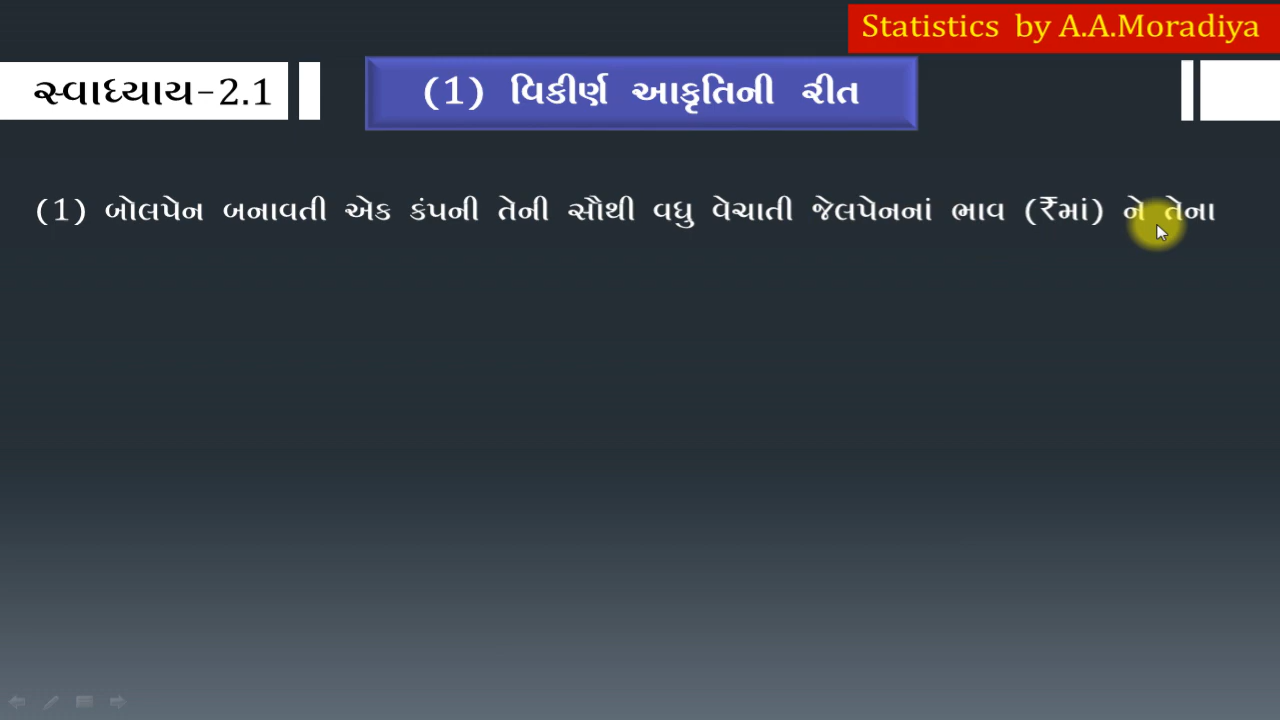 Statistics by A.A.Moradiya
સ્વાધ્યાય-2.1
(1) વિકીર્ણ આકૃતિની રીત
(1) બોલપેન બનાવતી એક કંપની તેની સૌથી વધુ વેચાતી જેલપેનનાં ભાવ (₹માં) ને તેના